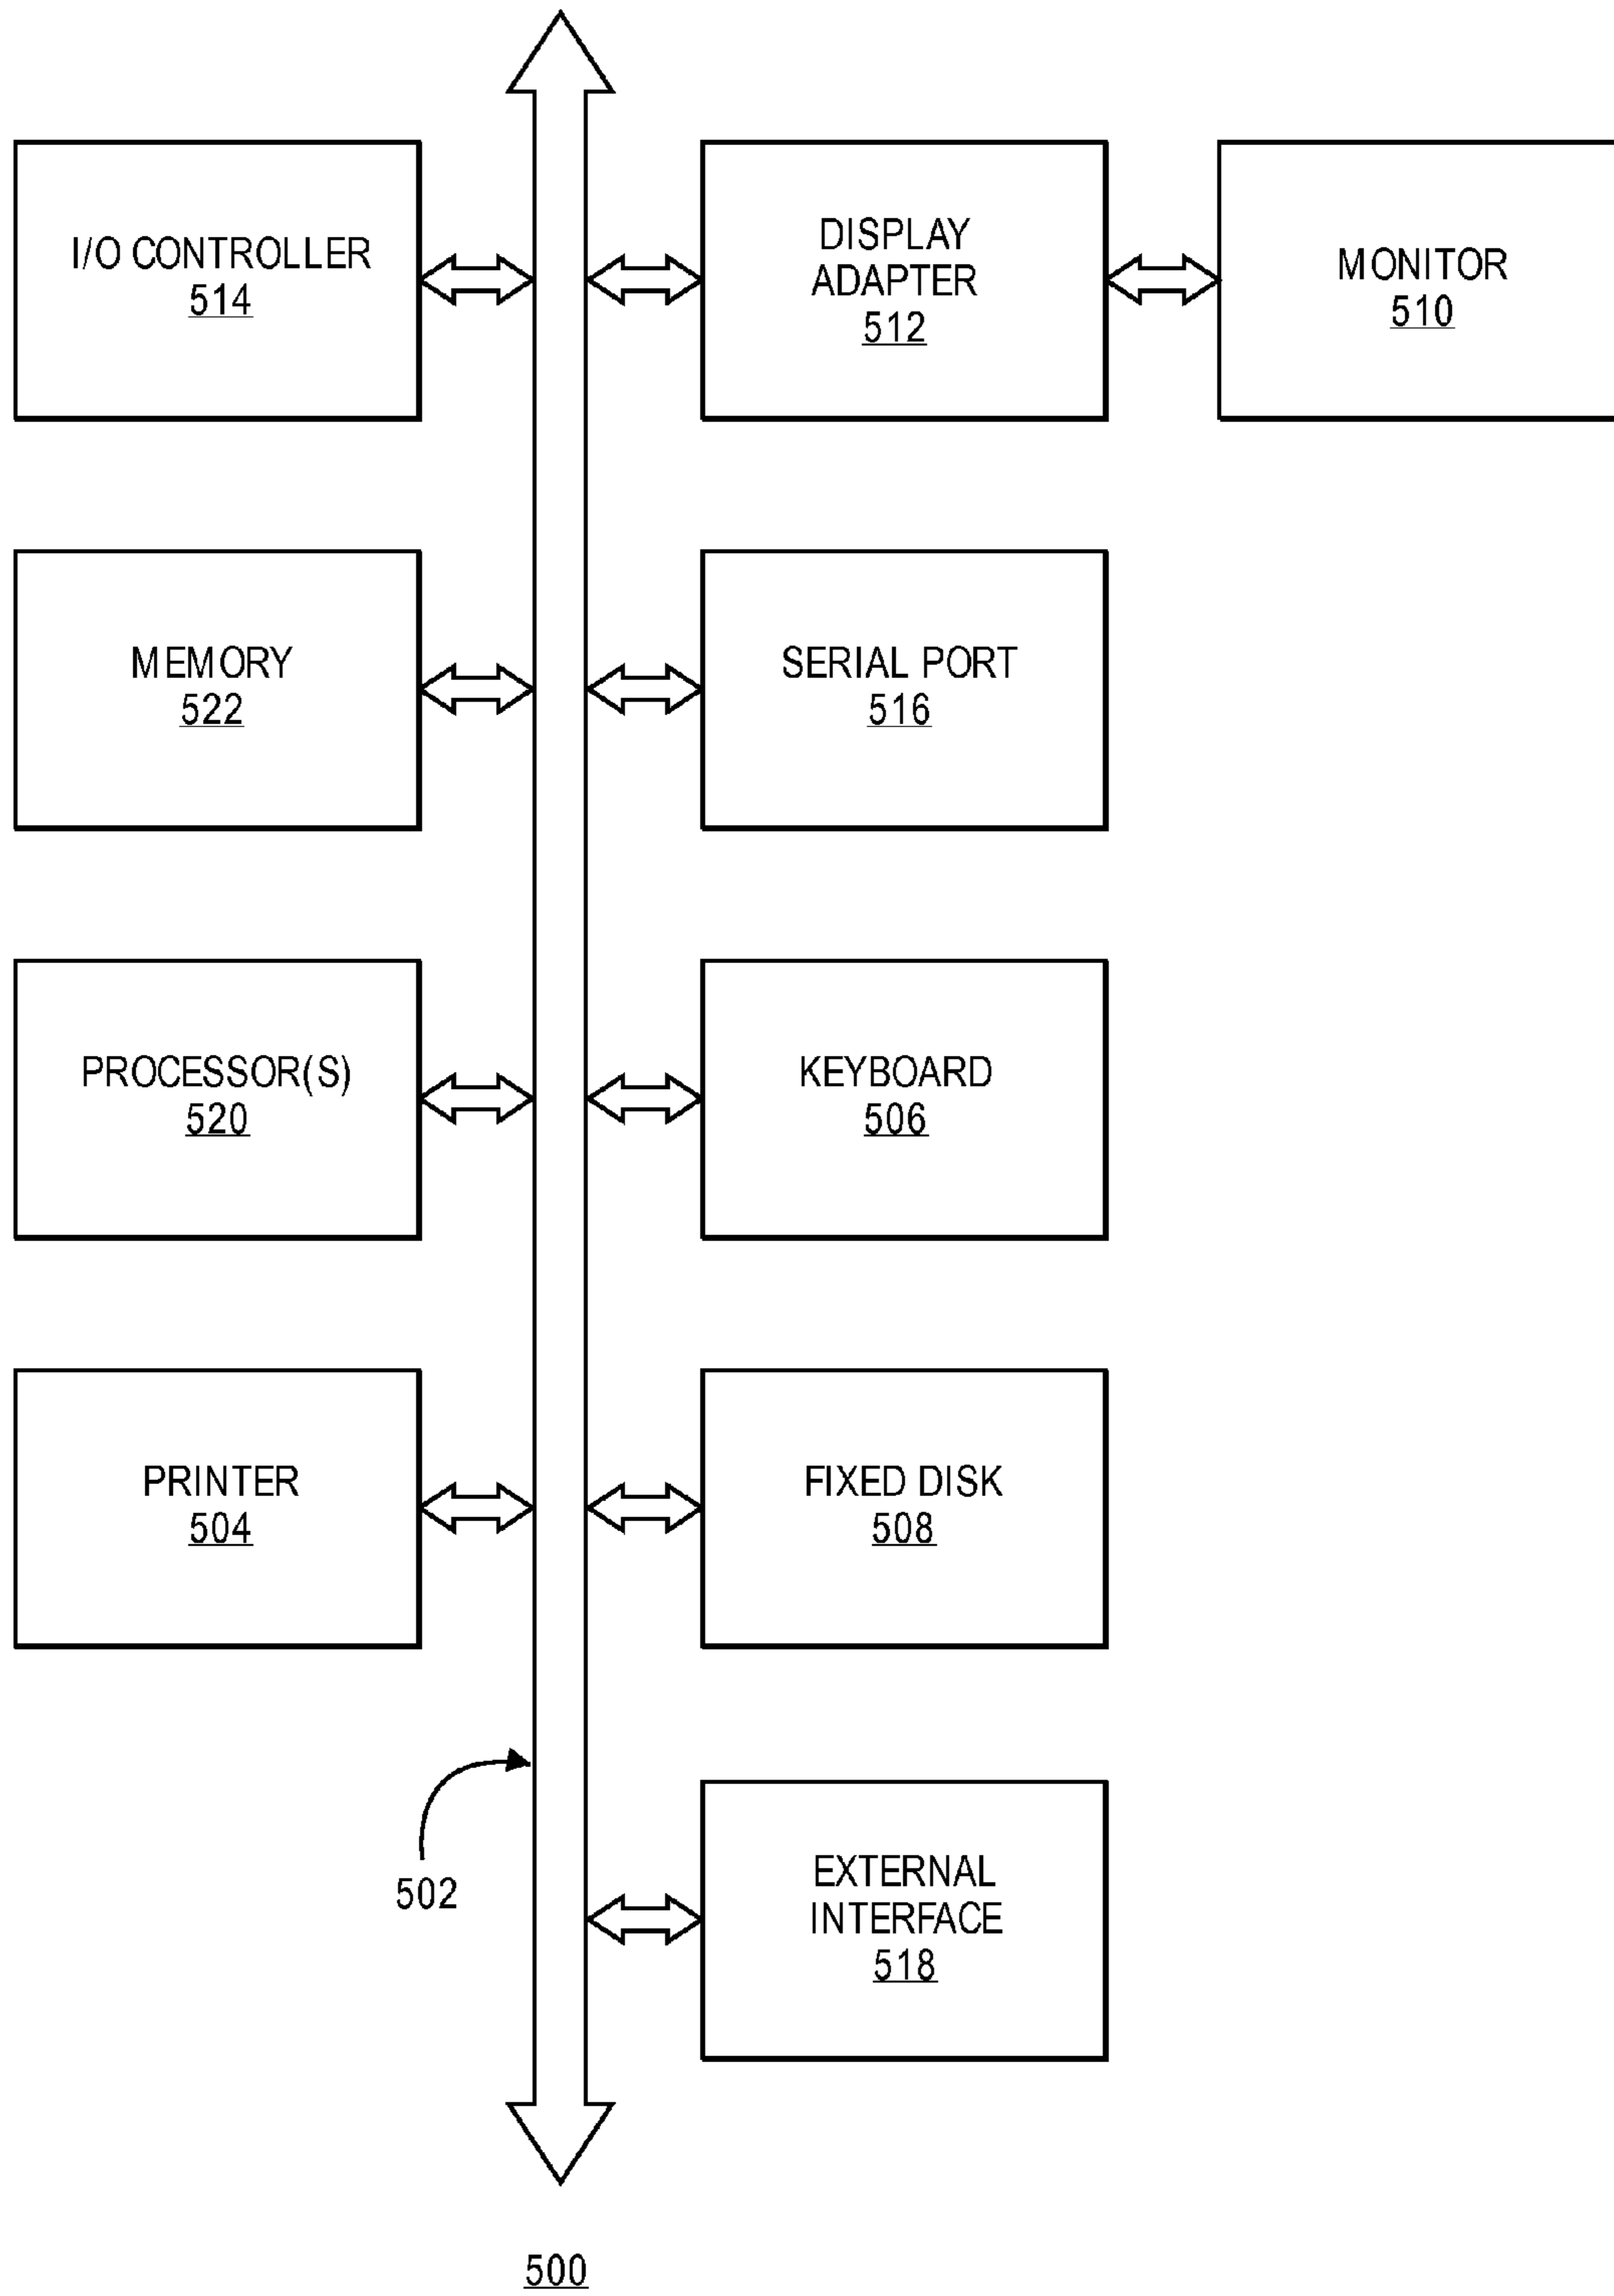 I/O CONTROLLER
514
DISPLAY
ADAPTER
512
MONITOR
510
MEMORY
522
SERIAL PORT
516
PROCESSOR(S)
520
KEYBOARD
506
PRINTER
504
FIXED DISK
508
502
EXTERNAL
INTERFACE
518
500